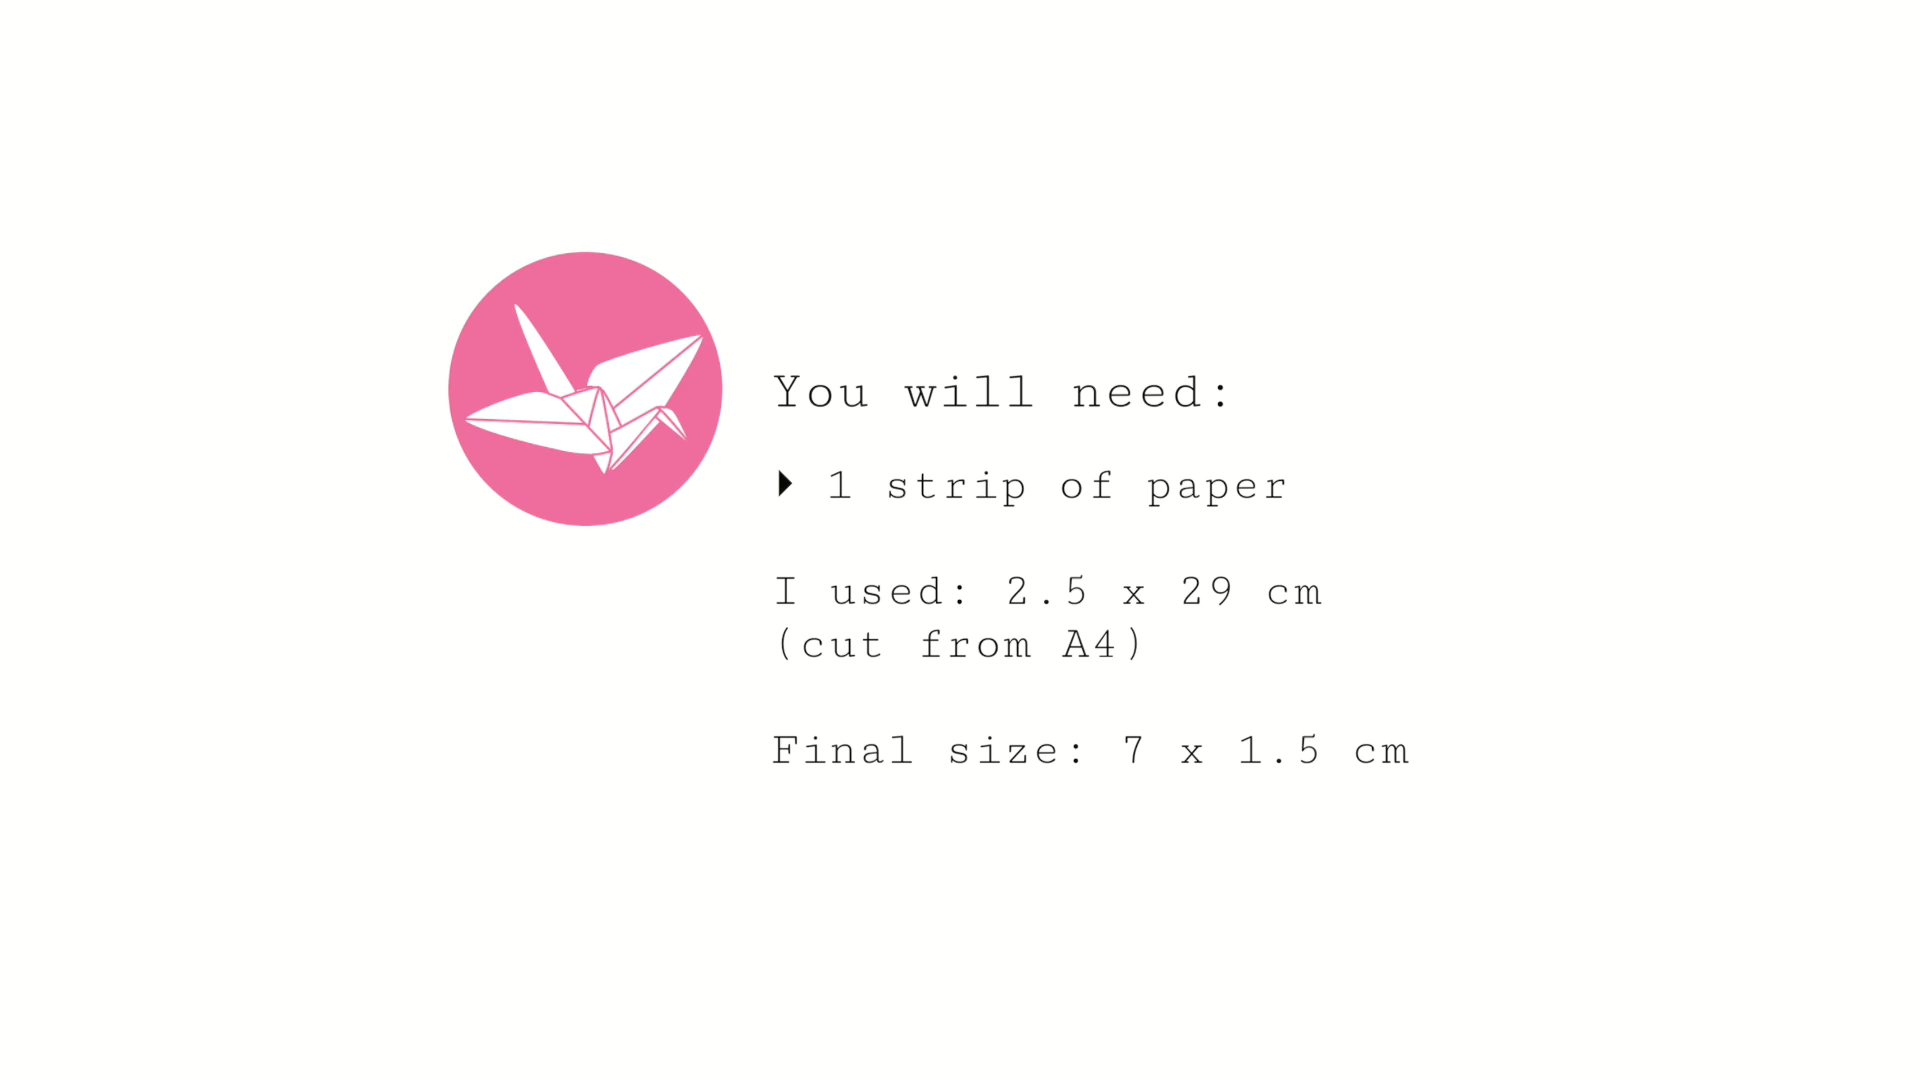 You will need:
▶ 1 strip of paper
I used: 2.5 x 29 cm
(cut from A4)
Final size: 7 x 1.5 cm